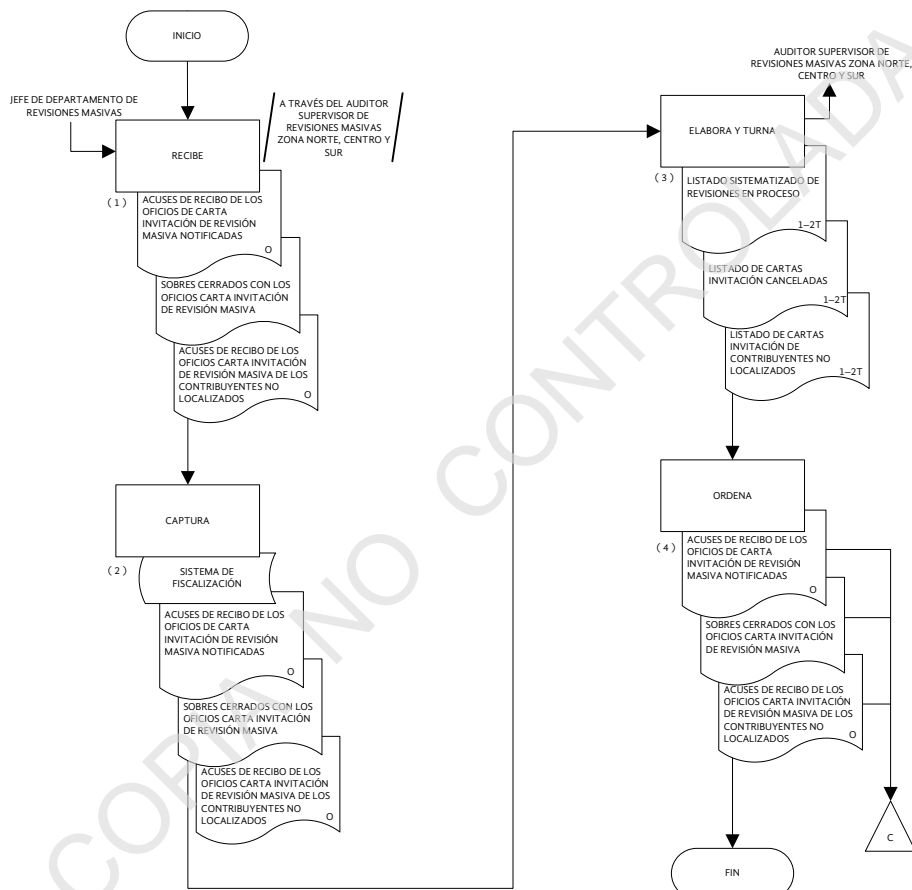 INICIO
JEFE DE DEPARTAMENTO DE
REVISIONES MASIVAS
A TRAVÉS DEL AUDITOR
SUPERVISOR DE
REVISIONES MASIVAS
ZONA NORTE, CENTRO Y
SUR
RECIBE
( 1 )
ACUSES DE RECIBO DE LOS
OFICIOS DE CARTA
INVITACIÓN DE REVISIÓN
MASIVA NOTIFICADAS
O
SOBRES CERRADOS CON LOS
OFICIOS CARTA INVITACIÓN
DE REVISIÓN MASIVA
ACUSES DE RECIBO DE LOS
OFICIOS CARTA INVITACIÓN
DE REVISIÓN MASIVA DE LOS
CONTRIBUYENTES NO
LOCALIZADOS
O
CAPTURA
( 2 )
SISTEMA DE
FISCALIZACIÓN
ACUSES DE RECIBO DE LOS
OFICIOS DE CARTA
INVITACIÓN DE REVISIÓN
MASIVA NOTIFICADAS
O
SOBRES CERRADOS CON LOS
OFICIOS CARTA INVITACIÓN
DE REVISIÓN MASIVA
ACUSES DE RECIBO DE LOS
OFICIOS CARTA INVITACIÓN
DE REVISIÓN MASIVA DE LOS
CONTRIBUYENTES NO
LOCALIZADOS
O
AUDITOR SUPERVISOR DE
REVISIONES MASIVAS ZONA NORTE,
CENTRO Y SUR
ELABORA Y TURNA
( 3 )
LISTADO SISTEMATIZADO DE
REVISIONES EN PROCESO
1–2T
LISTADO DE CARTAS
INVITACIÓN CANCELADAS
1–2T
LISTADO DE CARTAS
INVITACIÓN DE
CONTRIBUYENTES NO
LOCALIZADOS
1–2T
ORDENA
( 4 )
ACUSES DE RECIBO DE LOS
OFICIOS DE CARTA
INVITACIÓN DE REVISIÓN
MASIVA NOTIFICADAS
O
SOBRES CERRADOS CON LOS
OFICIOS CARTA INVITACIÓN
DE REVISIÓN MASIVA
ACUSES DE RECIBO DE LOS
OFICIOS CARTA INVITACIÓN
DE REVISIÓN MASIVA DE LOS
CONTRIBUYENTES NO
LOCALIZADOS
O
C
FIN
COPIA NO CONTROLADA